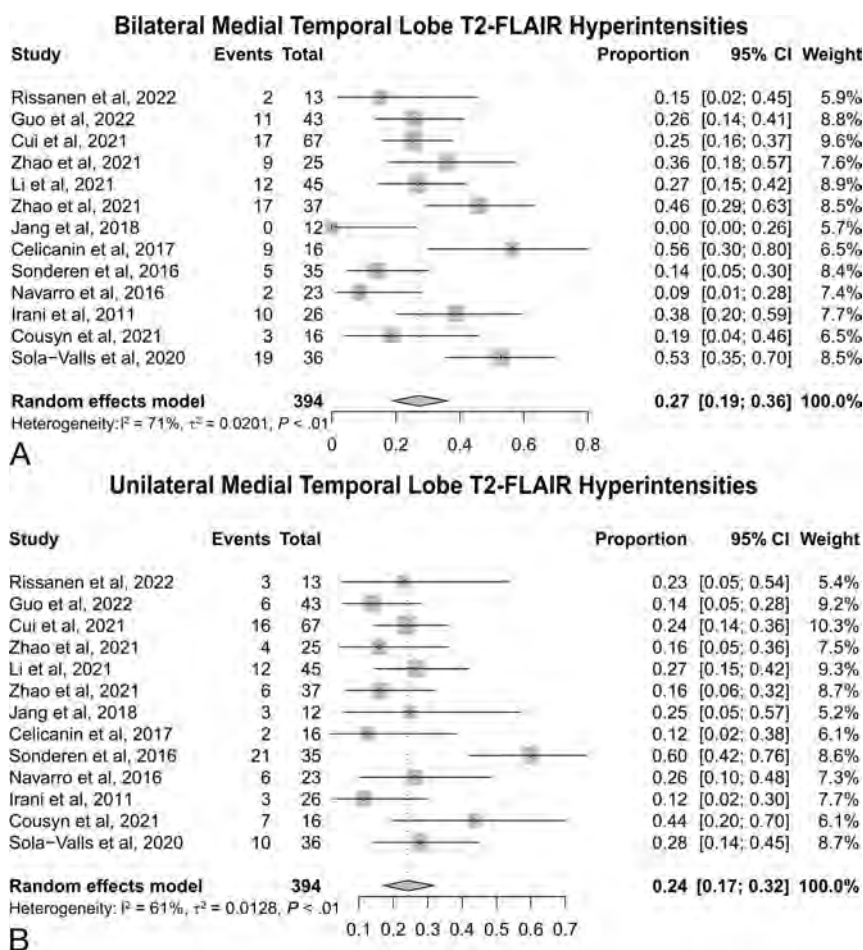 Bilateral Medial Temporal Lobe T2-FLAIR Hyperintensities
Study Events Total Proportion 95% CI Weight
Rissanen et al, 2022 2 13 0.15 [0.02; 0.45] 5.9%
Guo et al, 2022 11 43 0.26 [0.14; 0.41] 8.8%
Cui et al, 2021 17 67 0.25 [0.16; 0.37] 9.6%
Zhao et al, 2021 9 25 0.36 [0.18; 0.57] 7.6%
Li et al, 2021 12 45 0.27 [0.15; 0.42] 8.9%
Zhao et al, 2021 17 37 0.46 [0.29; 0.63] 8.5%
Jang et al, 2018 0 12 0.00 [0.00; 0.26] 5.7%
Celicanin et al, 2017 9 16 0.56 [0.30; 0.80] 6.5%
Sonderen et al, 2016 5 35 0.14 [0.05; 0.30] 8.4%
Navarro et al, 2016 2 23 0.09 [0.01; 0.28] 7.4%
Irani et al, 2011 10 26 0.38 [0.20; 0.59] 7.7%
Cousyn et al, 2021 3 16 0.19 [0.04; 0.46] 6.5%
Sola-Valls et al, 2020 19 36 0.53 [0.35; 0.70] 8.5%
Random effects model 394 0.27 [0.19; 0.36] 100.0%
Heterogeneity: I² = 71%, τ² = 0.0201, P < .01
0 0.2 0.4 0.6 0.8
A
Unilateral Medial Temporal Lobe T2-FLAIR Hyperintensities
Study Events Total Proportion 95% CI Weight
Rissanen et al, 2022 3 13 0.23 [0.05; 0.54] 5.4%
Guo et al, 2022 6 43 0.14 [0.05; 0.28] 9.2%
Cui et al, 2021 16 67 0.24 [0.14; 0.36] 10.3%
Zhao et al, 2021 4 25 0.16 [0.05; 0.36] 7.5%
Li et al, 2021 12 45 0.27 [0.15; 0.42] 9.3%
Zhao et al, 2021 6 37 0.16 [0.06; 0.32] 8.7%
Jang et al, 2018 3 12 0.25 [0.05; 0.57] 5.2%
Celicanin et al, 2017 2 16 0.12 [0.02; 0.38] 6.1%
Sonderen et al, 2016 21 35 0.60 [0.42; 0.76] 8.6%
Navarro et al, 2016 6 23 0.26 [0.10; 0.48] 7.3%
Irani et al, 2011 3 26 0.12 [0.02; 0.30] 7.7%
Cousyn et al, 2021 7 16 0.44 [0.20; 0.70] 6.1%
Sola-Valls et al, 2020 10 36 0.28 [0.14; 0.45] 8.7%
Random effects model 394 0.24 [0.17; 0.32] 100.0%
Heterogeneity: I² = 61%, τ² = 0.0128, P < .01
0.1 0.2 0.3 0.4 0.5 0.6 0.7
B